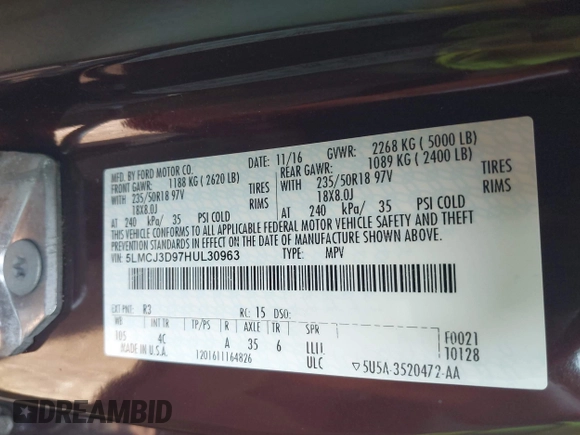 MFD. BY FORD MOTOR CO.
DATE: 11/16 GVWR: 2268 KG ( 5000 LB)
FRONT GAWR: 1188 KG ( 2620 LB)
REAR GAWR: 1089 KG ( 2400 LB)
WITH 235/50R18 97V TIRES
WITH 235/50R18 97V TIRES
18X8.0J RIMS
18X8.0J RIMS
AT 240 kPa/ 35 PSI COLD
AT 240 kPa/ 35 PSI COLD
THIS VEHICLE CONFORMS TO ALL APPLICABLE FEDERAL MOTOR VEHICLE SAFETY AND THEFT
PREVENTION STANDARDS IN EFFECT ON THE DATE OF MANUFACTURE SHOWN ABOVE.
VIN: 5LMCJ3D97HUL30963 TYPE: MPV
EXT PNT: R3 RC: 15 DSO:
WB INT TR TP/PS R AXLE TR SPR
105 4C A 35 6 LLII
MADE IN U.S.A. ULC
F0021
T0128
1201611164826
▽5U5A-3520472-AA
DREAMBID